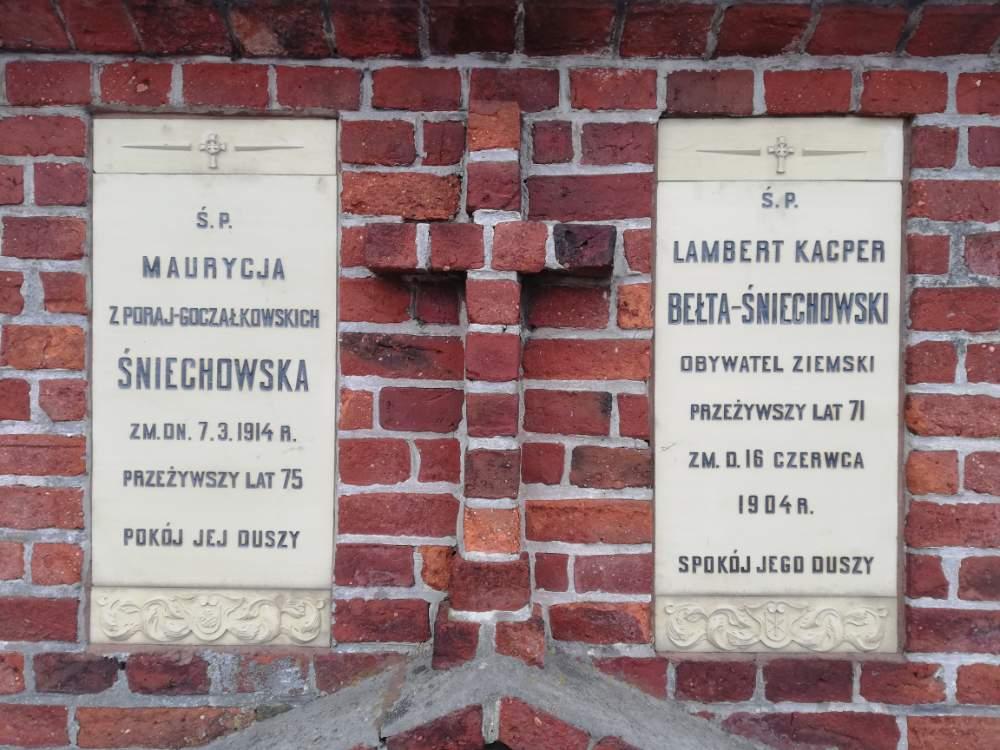 Ś. P.
MAURYCJA
Z PORAJ-GOCZAŁKOWSKICH
ŚNIECHOWSKA
ZM. DN. 7. 3. 1914 R.
PRZEŻYWSZY LAT 75
POKÓJ JEJ DUSZY
Ś. P.
LAMBERT KACPER
BEŁTA-ŚNIECHOWSKI
OBYWATEL ZIEMSKI
PRZEŻYWSZY LAT 71
ZM. D. 16 CZERWCA
1904 R.
SPOKÓJ JEGO DUSZY